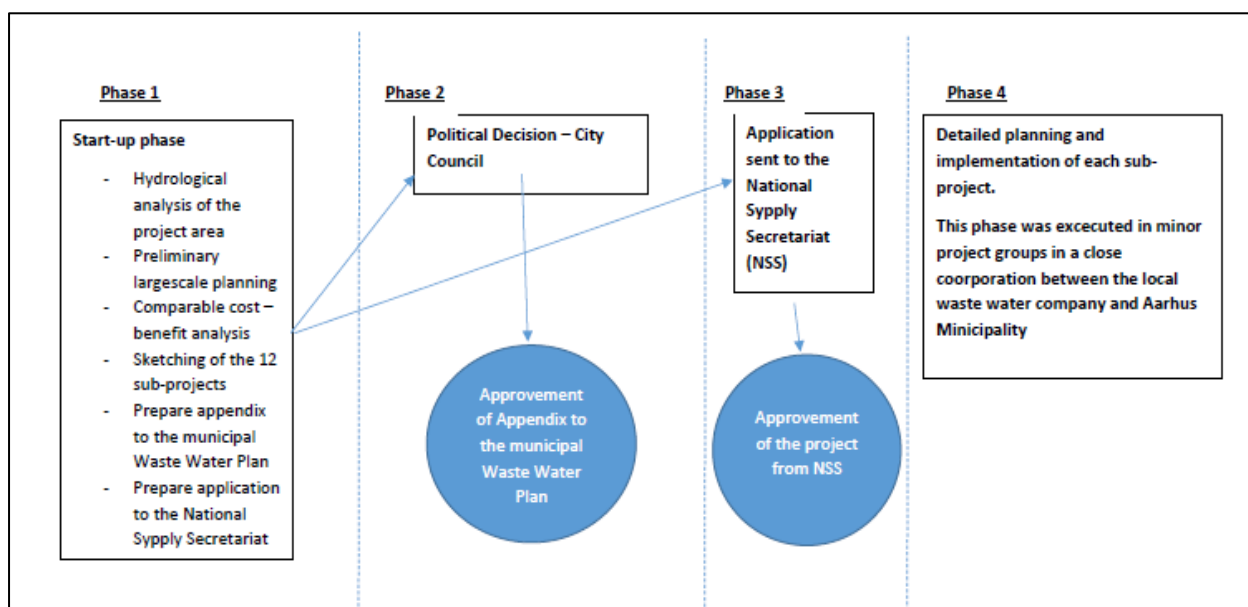 Phase 1
Start-up phase
- Hydrological
analysis of the
project area
- Preliminary
largescale planning
- Comparable cost –
benefit analysis
- Sketching of the 12
sub-projects
- Prepare appendix
to the municipal
Waste Water Plan
- Prepare application
to the National
Sypply Secretariat
Phase 2
Political Decision – City
Council
Approvement
of Appendix to
the municipal
Waste Water
Plan
Phase 3
Application
sent to the
National
Sypply
Secretariat
(NSS)
Approvement
of the project
from NSS
Phase 4
Detailed planning and
implementation of each sub-
project.
This phase was excecuted in minor
project groups in a close
coorporation between the local
waste water company and Aarhus
Minicipality